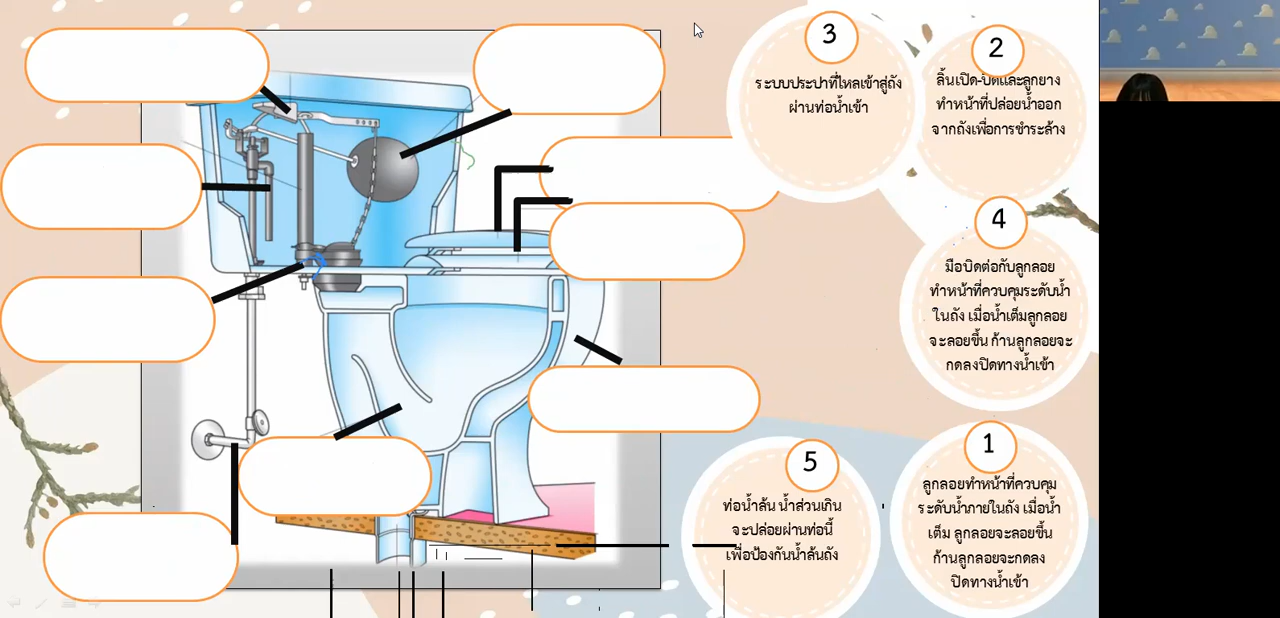 3
ระบบประปาที่ไหลเข้าสู่ถัง
ผ่านท่อน้ำเข้า
2
ลิ้นเปิด-ปิดและลูกยาง
ทำหน้าที่ปล่อยน้ำออก
จากถังเพื่อการชำระล้าง
4
มือบิดต่อกับลูกลอย
ทำหน้าที่ควบคุมระดับน้ำ
ในถัง เมื่อน้ำเต็มลูกลอย
จะลอยขึ้น ก้านลูกลอยจะ
กดลงปิดทางน้ำเข้า
5
ท่อน้ำล้น น้ำส่วนเกิน
จะปล่อยผ่านท่อนี้
เพื่อป้องกันน้ำล้นถัง
1
ลูกลอยทำหน้าที่ควบคุม
ระดับน้ำภายในถัง เมื่อน้ำ
เต็ม ลูกลอยจะลอยขึ้น
ก้านลูกลอยจะกดลง
ปิดทางน้ำเข้า